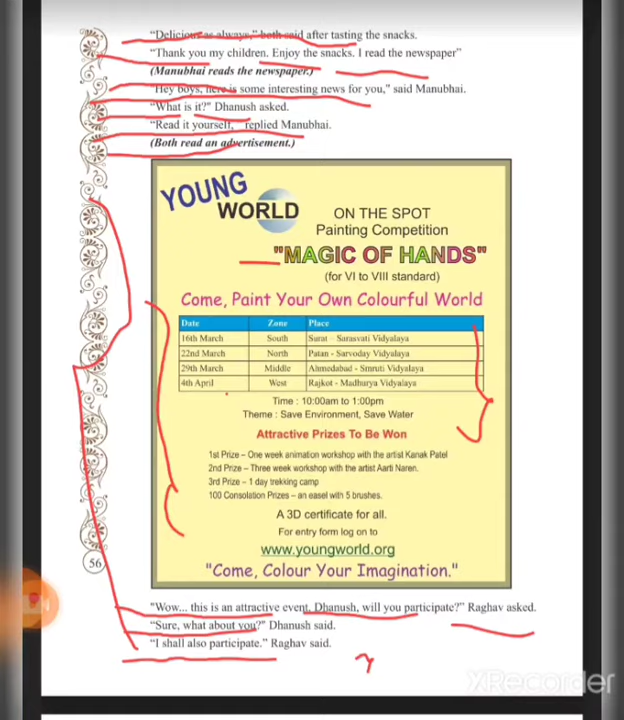 "Delicious as always," both said after tasting the snacks.
"Thank you my children. Enjoy the snacks. I read the newspaper"
(Manubhai reads the newspaper.)
"Hey boys, here is some interesting news for you," said Manubhai.
"What is it?" Dhanush asked.
"Read it yourself, replied Manubhai.
(Both read an advertisement.)
YOUNG
WORLD
ON THE SPOT
Painting Competition
"MAGIC OF HANDS"
(for VI to VIII standard)
Come, Paint Your Own Colourful World
Date Zone Place
16th March South Surat - Sarasvati Vidyalaya
22nd March North Patan - Sarvoday Vidyalaya
29th March Middle Ahmedabad - Smruti Vidyalaya
4th April West Rajkot - Madhurya Vidyalaya
Time : 10:00am to 1:00pm
Theme : Save Environment, Save Water
Attractive Prizes To Be Won
1st Prize – One week animation workshop with the artist Kanak Patel
2nd Prize – Three week workshop with the artist Aarti Naren.
3rd Prize – 1 day trekking camp
100 Consolation Prizes – an easel with 5 brushes.
A 3D certificate for all.
For entry form log on to
www.youngworld.org
"Come, Colour Your Imagination."
56
"Wow... this is an attractive event, Dhanush, will you participate?" Raghav asked.
"Sure, what about you?" Dhanush said.
"I shall also participate." Raghav said.
XRecorder